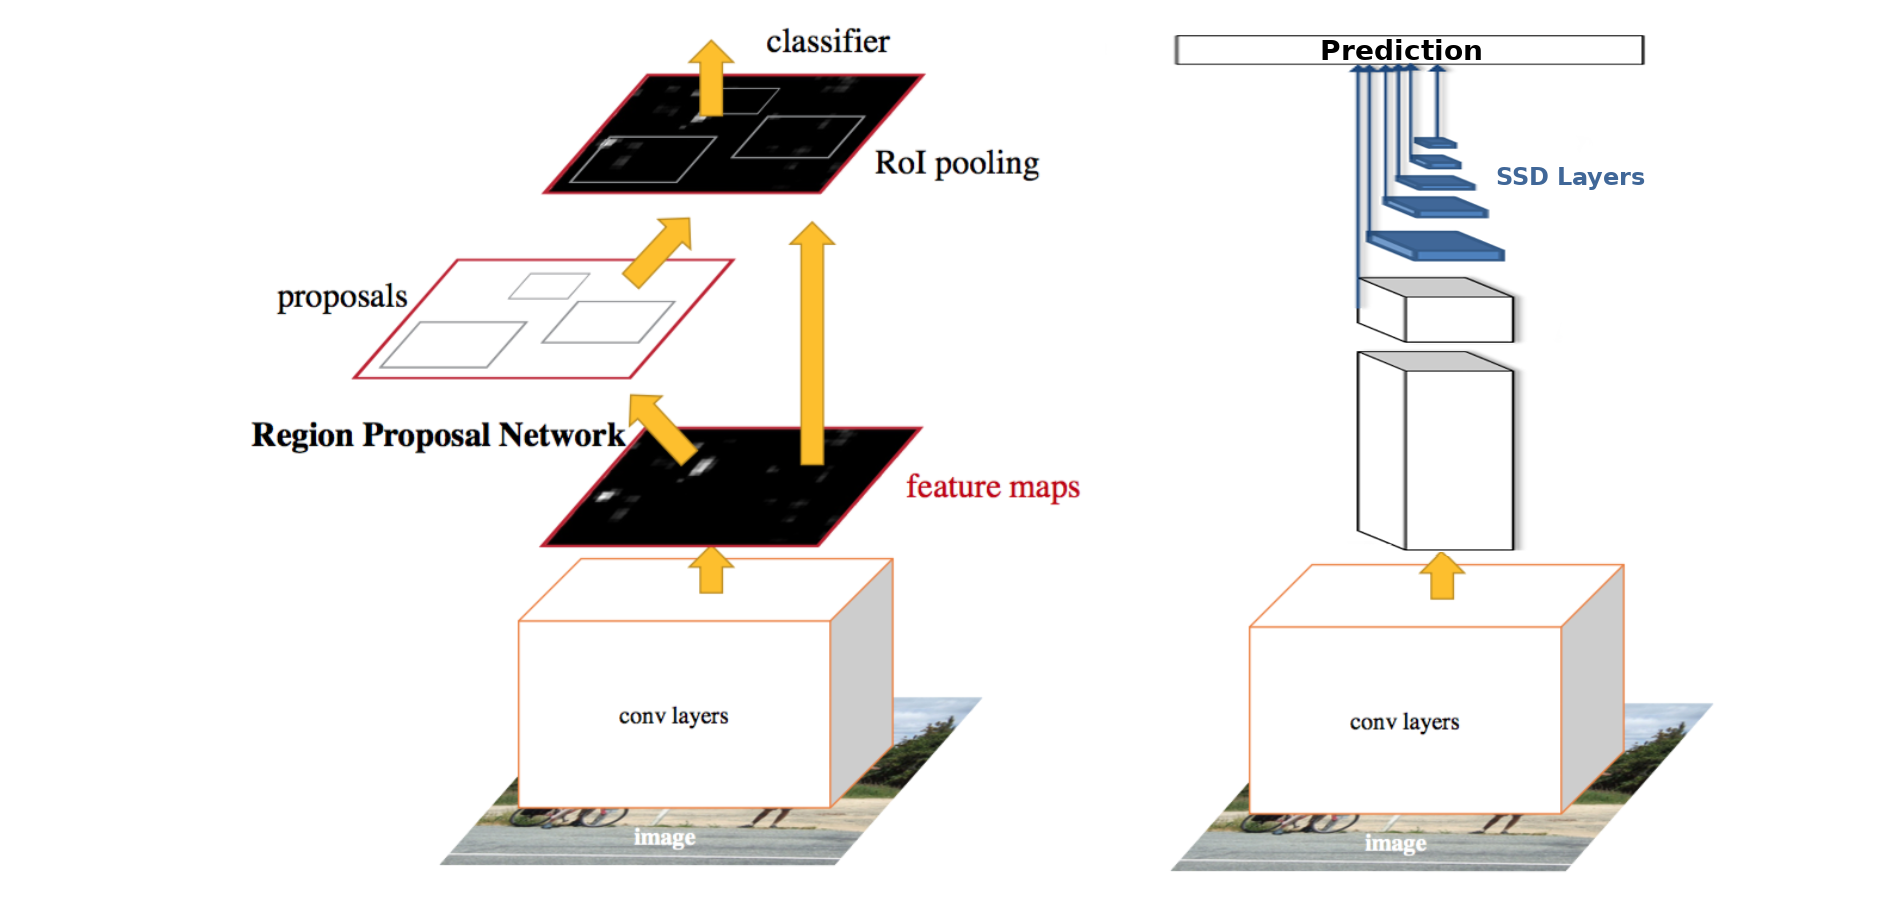 classifier
RoI pooling
proposals
Region Proposal Network
feature maps
conv layers
image
Prediction
SSD Layers
conv layers
image